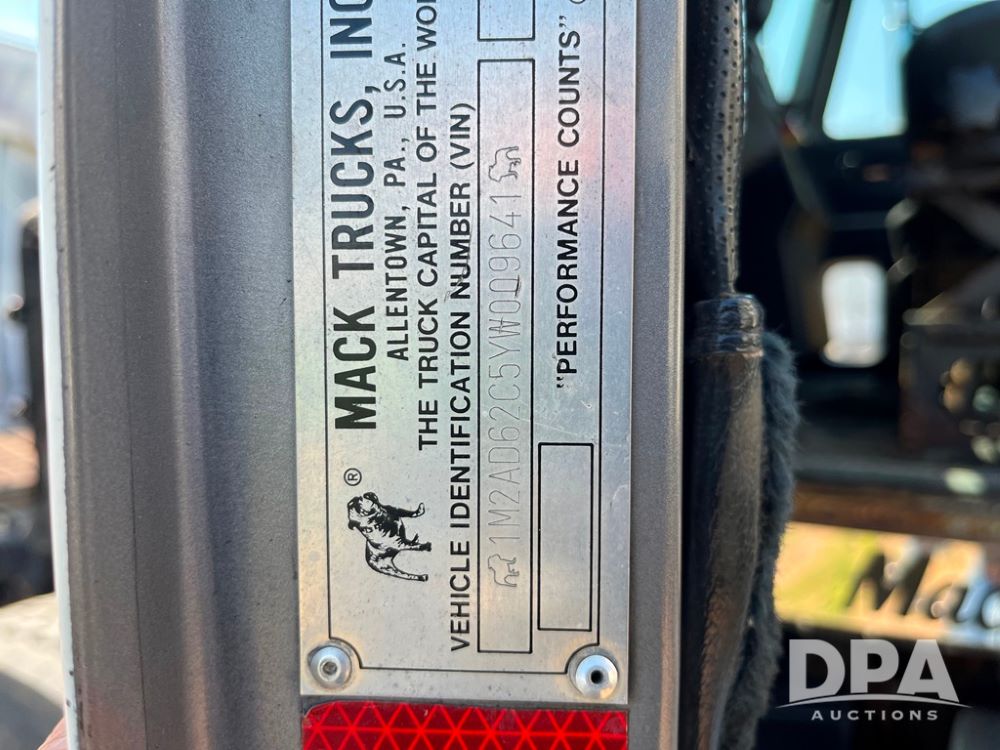 MACK TRUCKS, INC
ALLENTOWN, PA., U.S.A.
THE TRUCK CAPITAL OF THE
VEHICLE IDENTIFICATION NUMBER (VIN)
1M2AD62C5YW009641
"PERFORMANCE COUNTS"
®
DPA
AUCTIONS